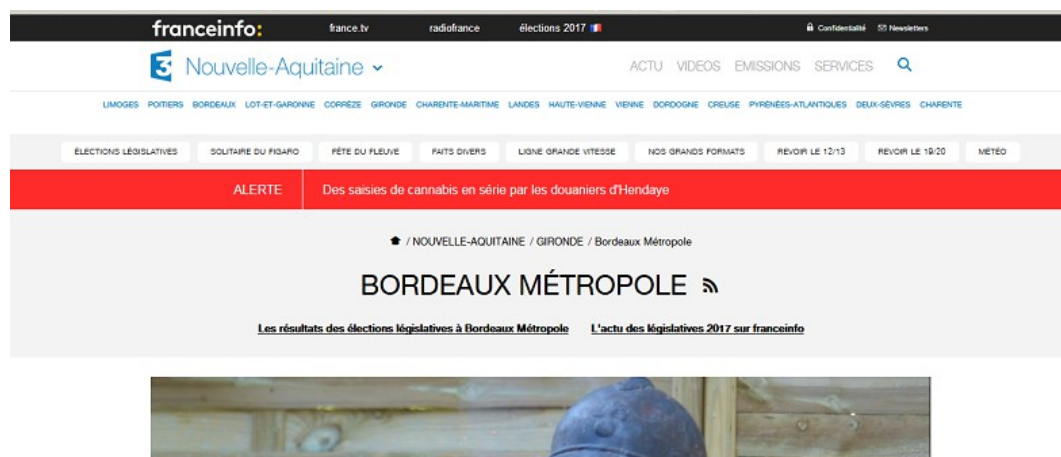 franceinfo: france.tv radiofrance élections 2017 Confidentialité Newsletters
3 Nouvelle-Aquitaine ACTU VIDEOS EMISSIONS SERVICES
LIMOGES POITIERS BORDEAUX LOT-ET-GARONNE CORRÈZE GIRONDE CHARENTE-MARITIME LANDES HAUTE-VIENNE VIENNE DORDOGNE CREUSE PYRÉNÉES-ATLANTIQUES DEUX-SÈVRES CHARENTE
ÉLECTIONS LÉGISLATIVES SOLITAIRE DU FIGARO FÊTE DU FLEUVE FAITS DIVERS LIGNE GRANDE VITESSE NOS GRANDS FORMATS REVOIR LE 12/13 REVOIR LE 19/20 MÉTÉO
ALERTE Des saisies de cannabis en série par les douaniers d'Hendaye
/ NOUVELLE-AQUITAINE / GIRONDE / Bordeaux Métropole
BORDEAUX MÉTROPOLE
Les résultats des élections législatives à Bordeaux Métropole L'actu des législatives 2017 sur franceinfo